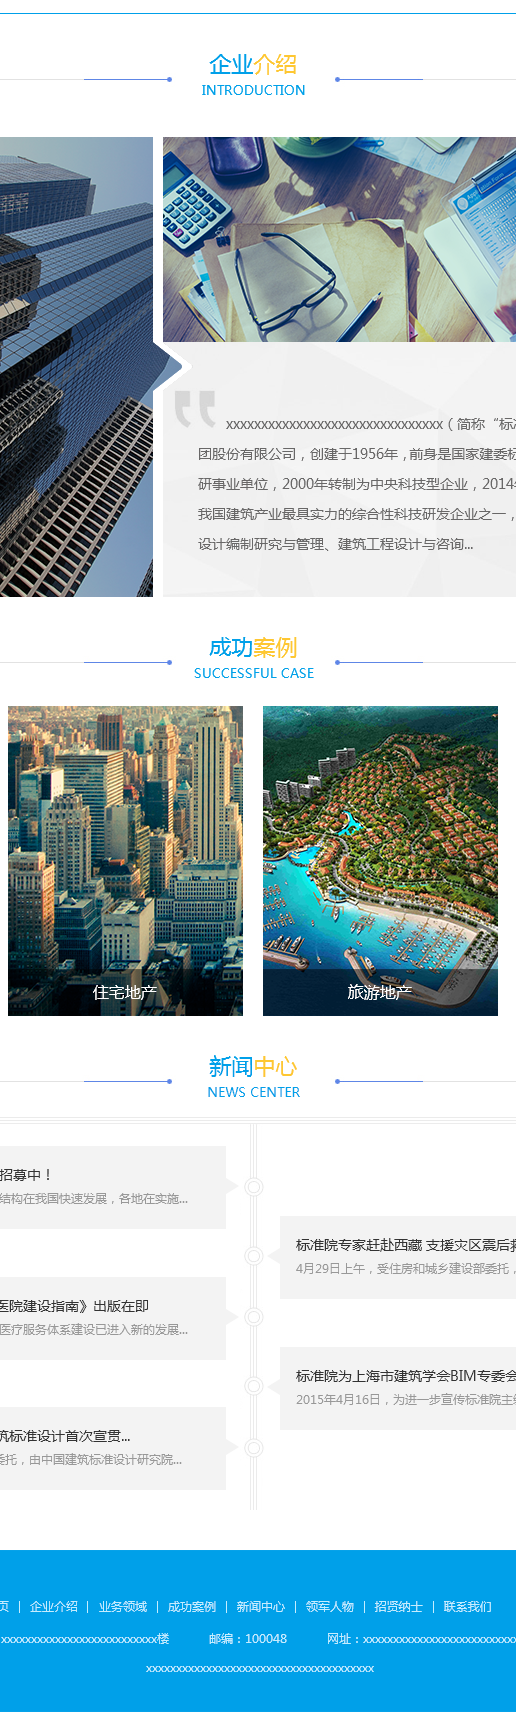 企业介绍
INTRODUCTION
xxxxxxxxxxxxxxxxxxxxxxxxxxxxxxx（简称“标
团股份有限公司，创建于1956年，前身是国家建委标
研事业单位，2000年转制为中央科技型企业，2014
我国建筑产业最具实力的综合性科技研发企业之一，
设计编制研究与管理、建筑工程设计与咨询...
成功案例
SUCCESSFUL CASE
住宅地产
旅游地产
新闻中心
NEWS CENTER
招募中！
结构在我国快速发展，各地在实施...
标准院专家赶赴西藏 支援灾区震后
4月29日上午，受住房和城乡建设部委托，
医院建设指南》出版在即
医疗服务体系建设已进入新的发展...
标准院为上海市建筑学会BIM专委会
2015年4月16日，为进一步宣传标准院主
筑标准设计首次宣贯...
委托，由中国建筑标准设计研究院...
页 | 企业介绍 | 业务领域 | 成功案例 | 新闻中心 | 领军人物 | 招贤纳士 | 联系我们
xxxxxxxxxxxxxxxxxxxxxxxxxx楼 邮编：100048 网址：xxxxxxxxxxxxxxxxxxxxxxxxxx
xxxxxxxxxxxxxxxxxxxxxxxxxxxxxxxxxxxxxx